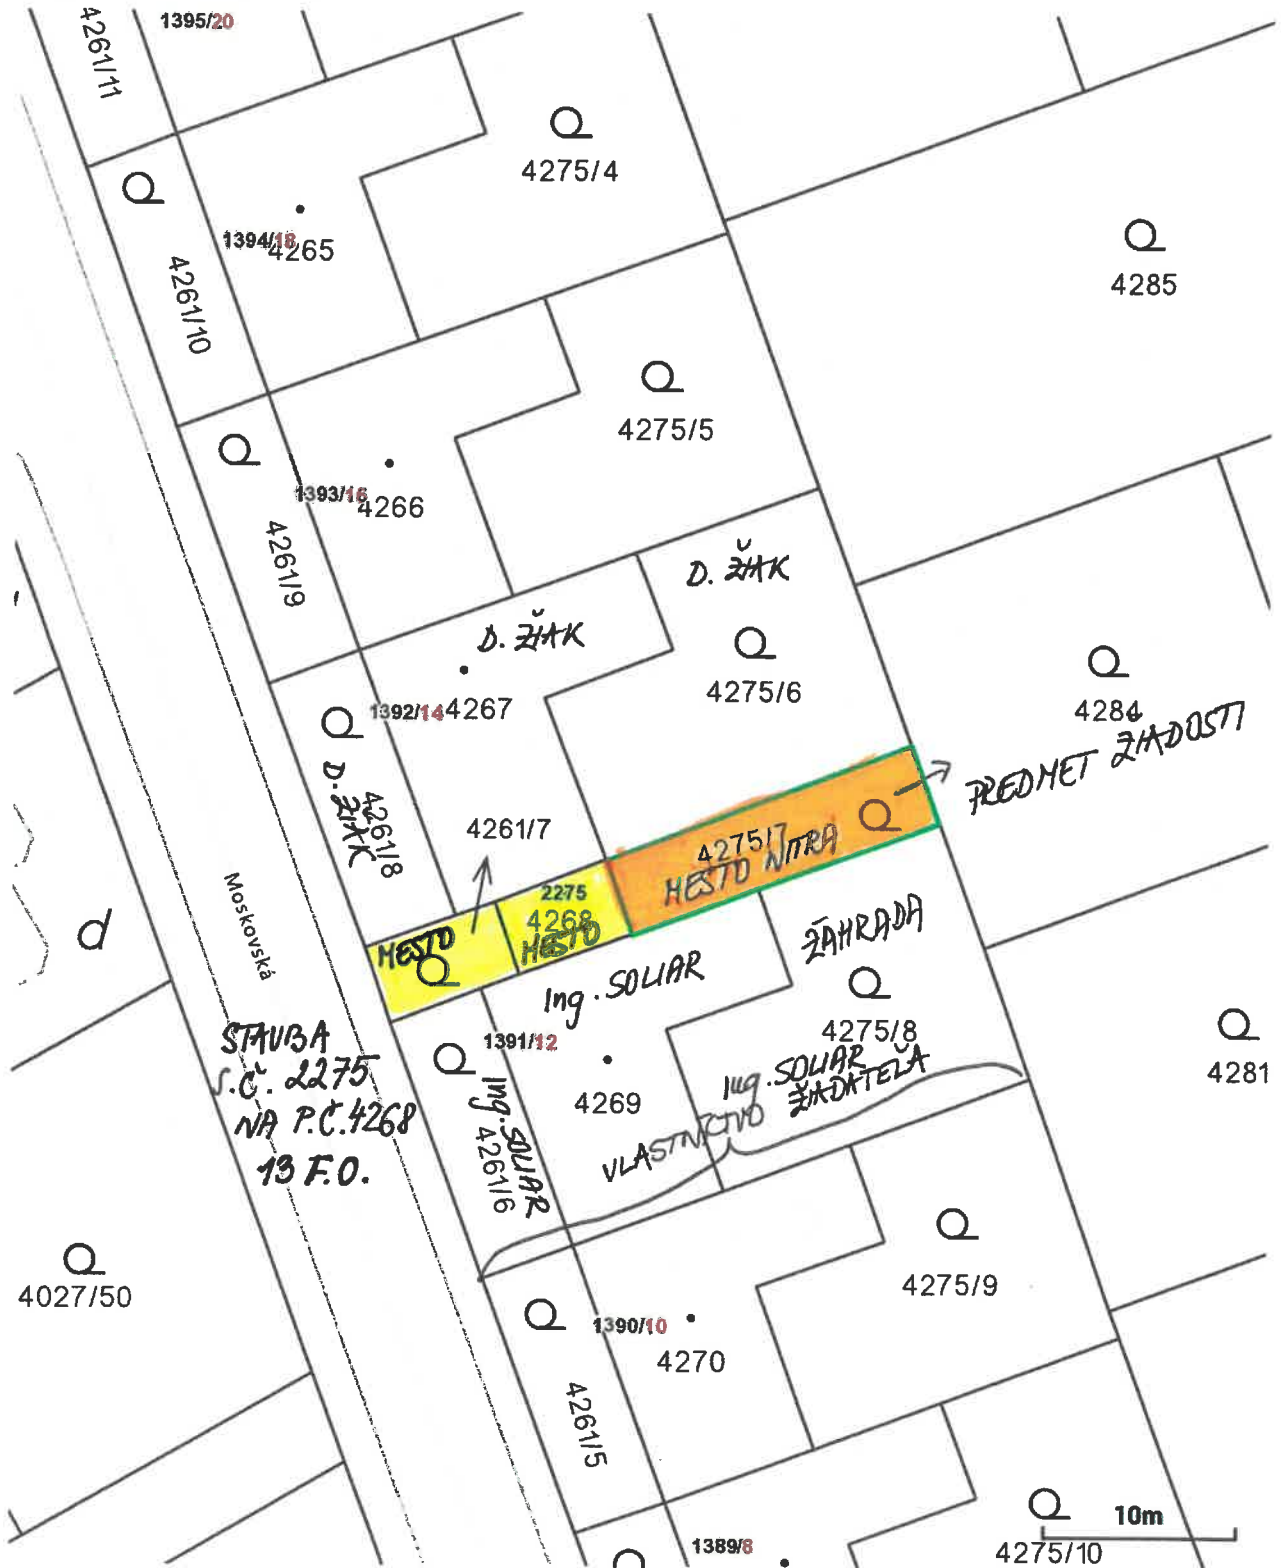 1395/20
4261/11
4275/4
1394/18
4265
4285
4261/10
4275/5
1393/16
4266
4261/9
D. ŽIAK
D. ŽIAK
4275/6
1392/14
4267
4284
PREDMET ŽIADOSTI
D. ŽIAK
4261/8
4261/7
4275/7
MESTO NITRA
2275
4268
MESTO
MESTO
Moskovská
ZÁHRADA
Ing. SOLIAR
4275/8
STAVBA
S.Č. 2275
NA P.Č. 4268
13 F.O.
1391/12
4269
Ing. SOLIAR
VLASTNÍCTVO ŽIADATEĽA
4281
Ing. SOLIAR
4261/6
4027/50
4275/9
1390/10
4270
4261/5
10m
1389/8
4275/10